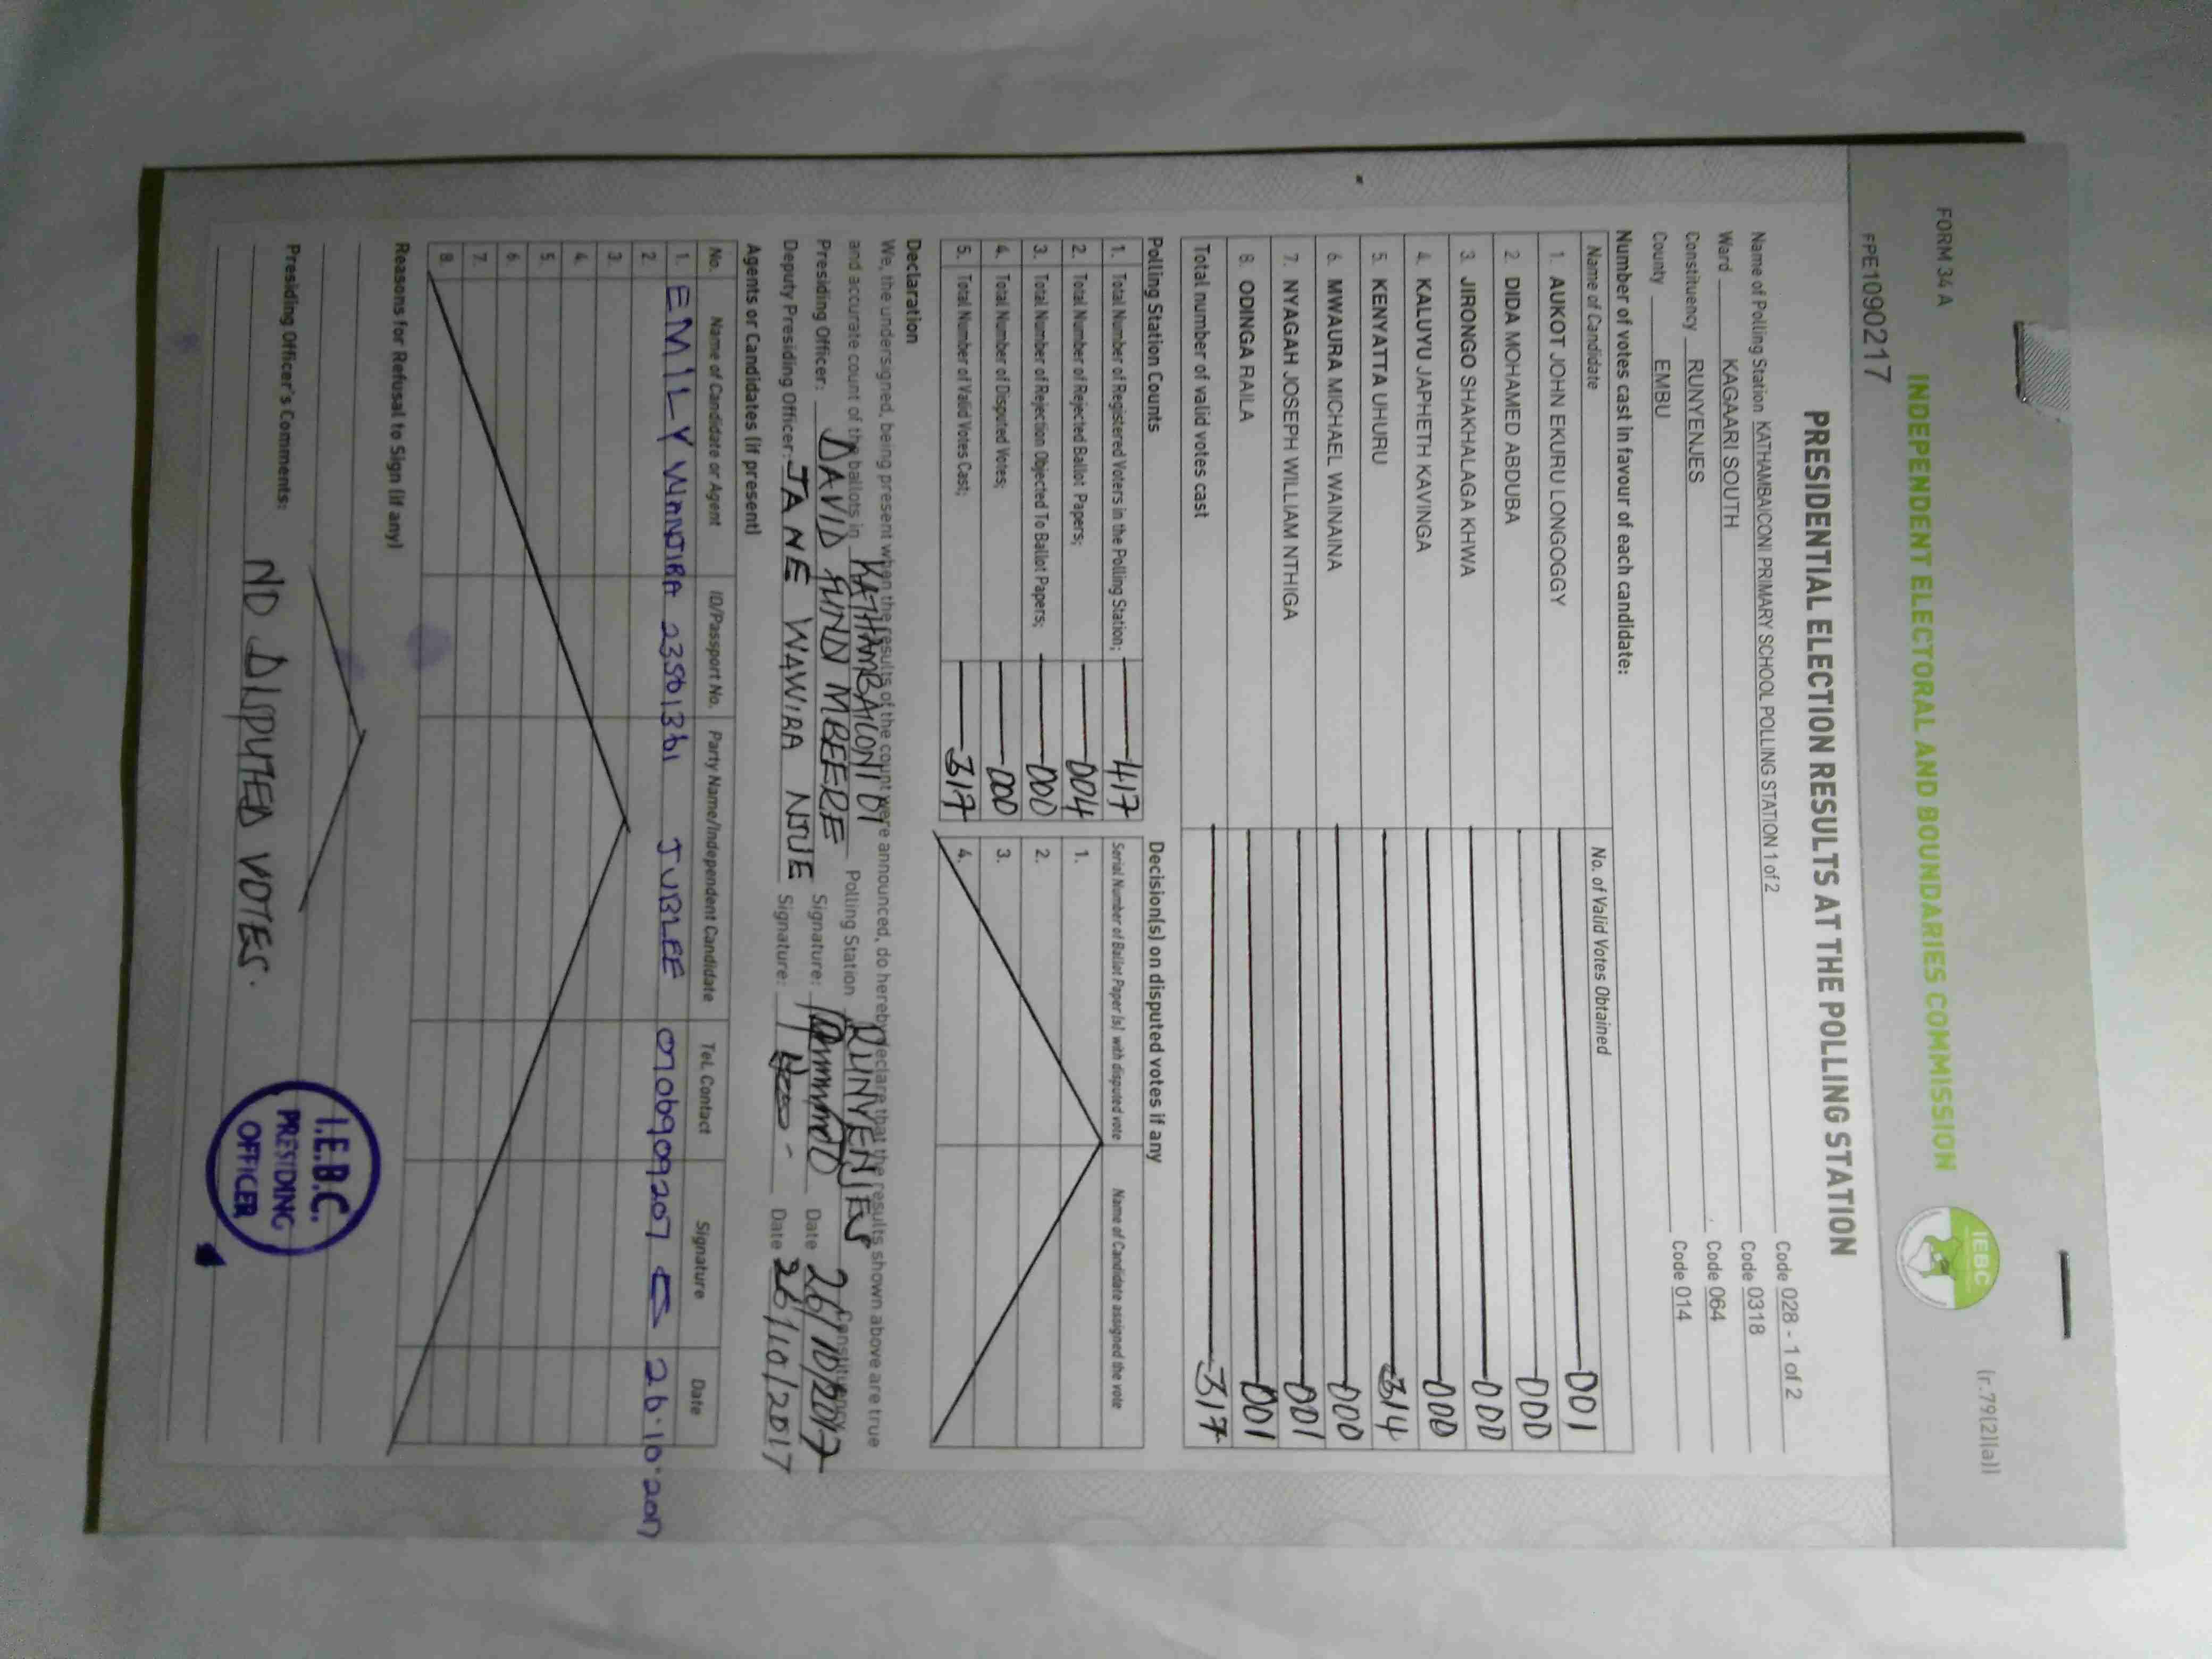 FORM 34 A
(r.79(2)(a))
INDEPENDENT ELECTORAL AND BOUNDARIES COMMISSION
IEBC
FPE1090217
PRESIDENTIAL ELECTION RESULTS AT THE POLLING STATION
Name of Polling Station KATHAMBAICONI PRIMARY SCHOOL POLLING STATION 1 of 2 Code 028 - 1 of 2
Ward KAGAARI SOUTH Code 0318
Constituency RUNYENJES Code 064
County EMBU Code 014
Number of votes cast in favour of each candidate:
Name of Candidate No. of Valid Votes Obtained
1. AUKOT JOHN EKURU LONGOGGY 001
2. DIDA MOHAMED ABDUBA 000
3. JIRONGO SHAKHALAGA KHWA 000
4. KALUYU JAPHETH KAVINGA 000
5. KENYATTA UHURU 314
6. MWAURA MICHAEL WAINAINA 000
7. NYAGAH JOSEPH WILLIAM NTHIGA 001
8. ODINGA RAILA 001
Total number of valid votes cast 317
Polling Station Counts Decision(s) on disputed votes if any
Serial Number of Ballot Paper (s) with disputed vote Name of Candidate assigned the vote
1. Total Number of Registered Voters in the Polling Station; 417
2. Total Number of Rejected Ballot Papers; 004 1.
3. Total Number of Rejection Objected To Ballot Papers; 000 2.
4. Total Number of Disputed Votes; 000 3.
5. Total Number of Valid Votes Cast; 317 4.
Declaration
We, the undersigned, being present when the results of the count were announced, do hereby declare that the results shown above are true
and accurate count of the ballots in KATHAMBAICONI 01 Polling Station RUNYENJES Constituency
Presiding Officer: DAVID MBEERE Signature: Date 26/10/2017
Deputy Presiding Officer: JANE WAWIRA NJUE Signature: Date 26/10/2017
Agents or Candidates (if present)
No. Name of Candidate or Agent ID/Passport No. Party Name/Independent Candidate Tel. Contact Signature Date
1. EMILY 23501361 JUBLEE 0706909207 26.10.2017
2.
3.
4.
5.
6.
7.
8.
Reasons for Refusal to Sign (if any)
Presiding Officer's Comments:
NO DISPUTED VOTES.
I.E.B.C.
PRESIDING
OFFICER